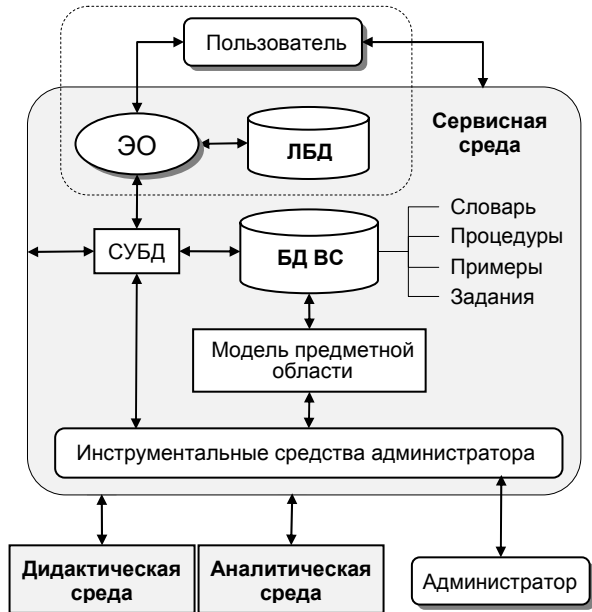 Пользователь
Сервисная
среда
ЭО
ЛБД
СУБД
БД ВС
Словарь
Процедуры
Примеры
Задания
Модель предметной
области
Инструментальные средства администратора
Дидактическая
среда
Аналитическая
среда
Администратор